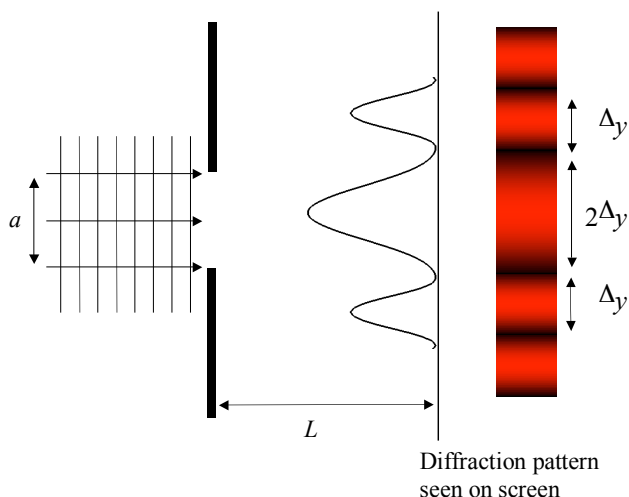 Δy
a
2Δy
Δy
L
Diffraction pattern
seen on screen